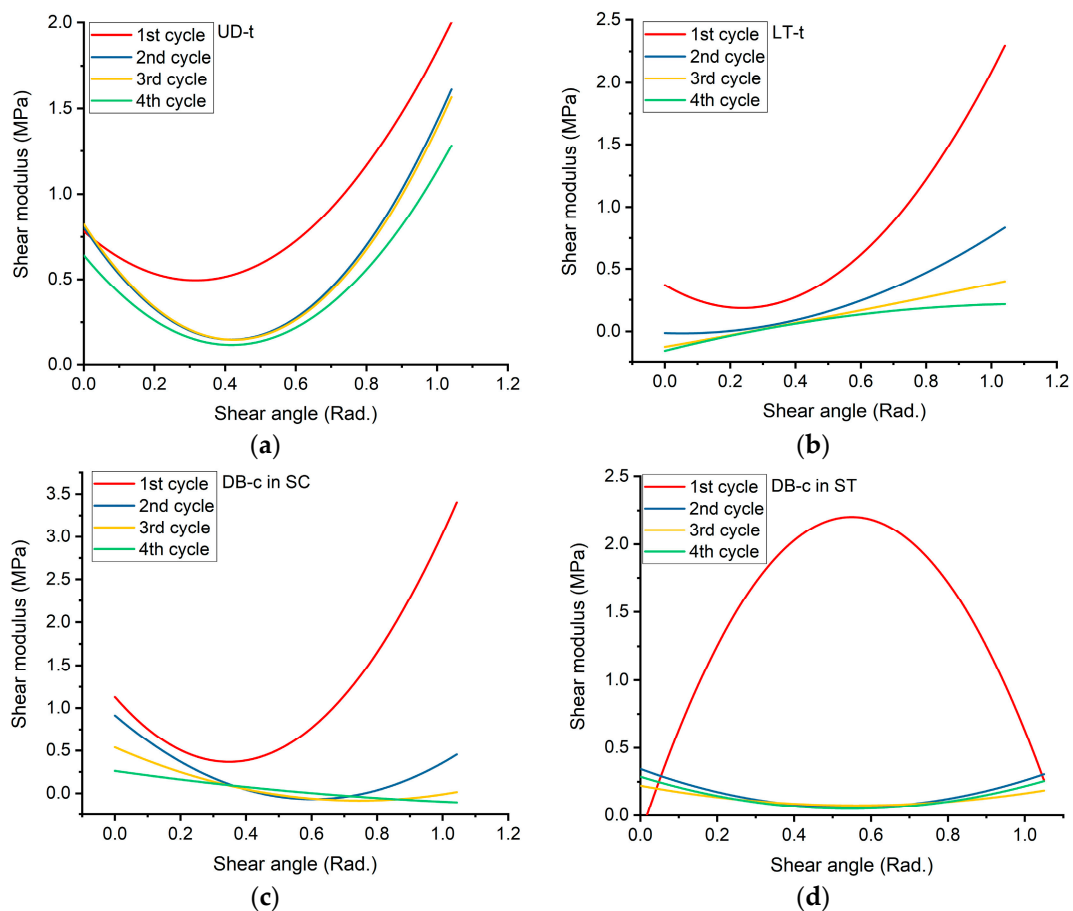 UD-t
1st cycle
2nd cycle
3rd cycle
4th cycle
2.0
1.5
1.0
0.5
0.0
Shear modulus (MPa)
0.0 0.2 0.4 0.6 0.8 1.0 1.2
Shear angle (Rad.)
(a)
LT-t
1st cycle
2nd cycle
3rd cycle
4th cycle
2.5
2.0
1.5
1.0
0.5
0.0
Shear modulus (MPa)
0.0 0.2 0.4 0.6 0.8 1.0 1.2
Shear angle (Rad.)
(b)
DB-c in SC
1st cycle
2nd cycle
3rd cycle
4th cycle
3.5
3.0
2.5
2.0
1.5
1.0
0.5
0.0
Shear modulus (MPa)
0.0 0.2 0.4 0.6 0.8 1.0 1.2
Shear angle (Rad.)
(c)
DB-c in ST
1st cycle
2nd cycle
3rd cycle
4th cycle
2.5
2.0
1.5
1.0
0.5
0.0
Shear modulus (MPa)
0.0 0.2 0.4 0.6 0.8 1.0
Shear angle (Rad.)
(d)